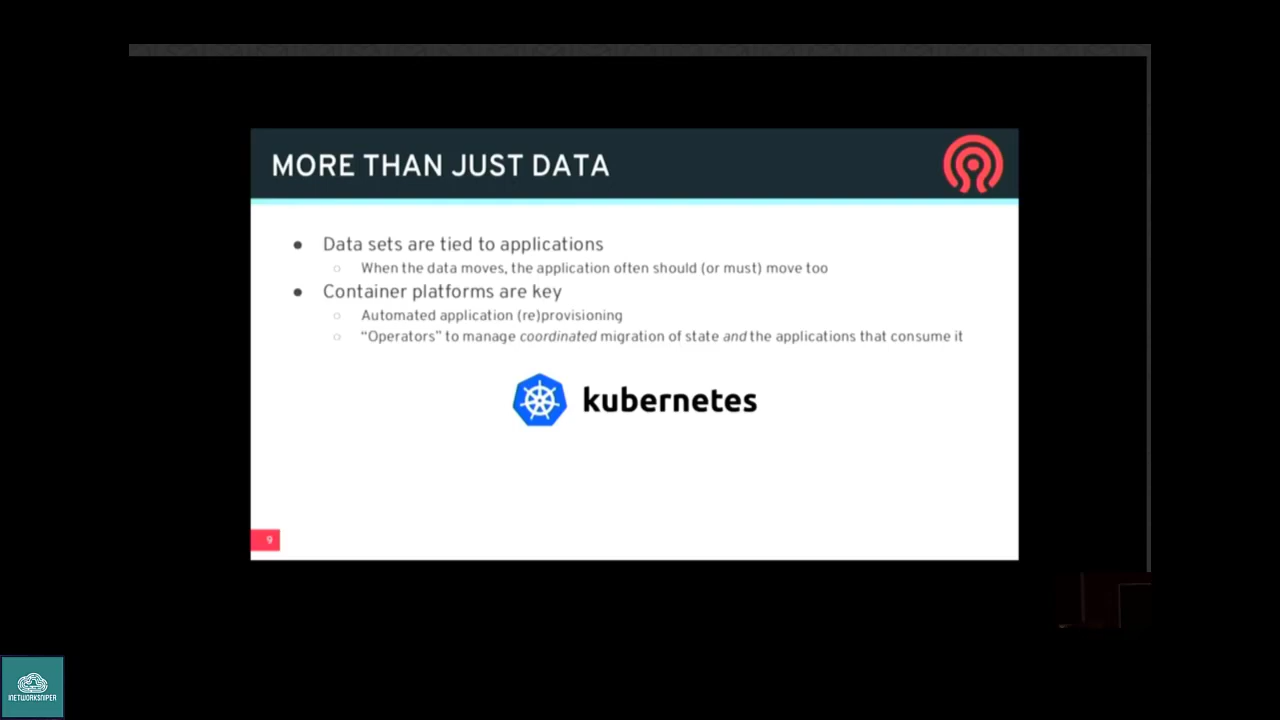 MORE THAN JUST DATA
● Data sets are tied to applications
○ When the data moves, the application often should (or must) move too
● Container platforms are key
○ Automated application (re)provisioning
○ “Operators” to manage coordinated migration of state and the applications that consume it
kubernetes
9
INETWORKSNIPER